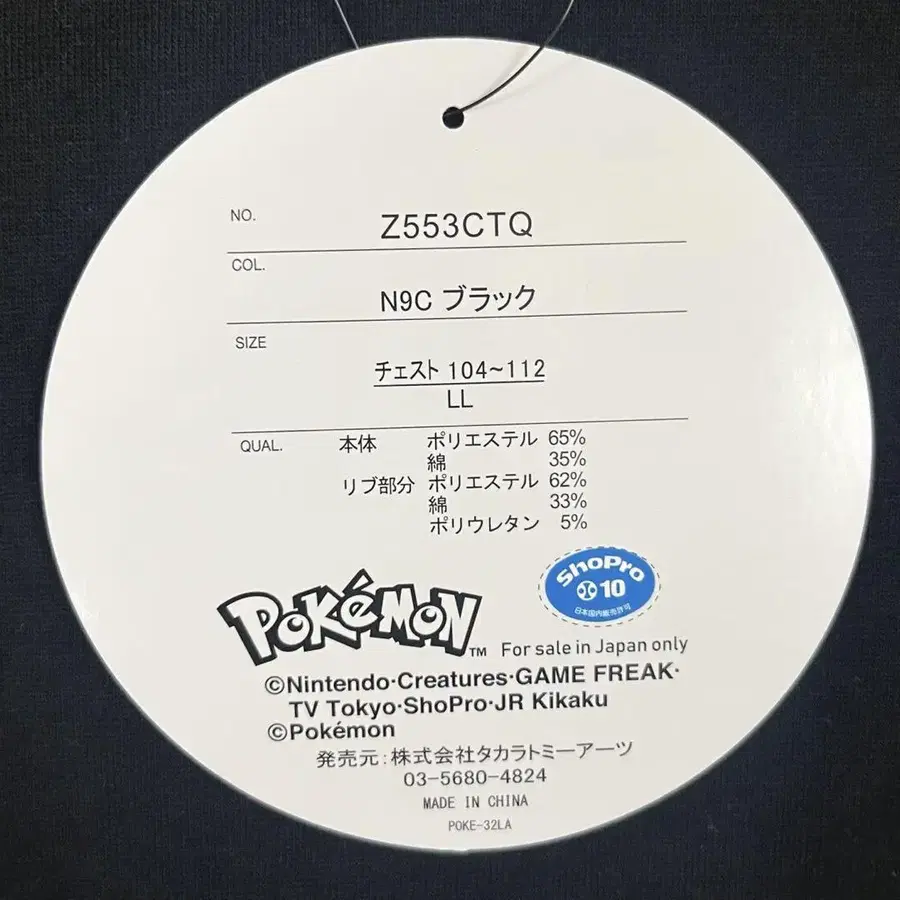 NO.
Z553CTQ
COL.
N9C ブラック
SIZE
チェスト 104~112
LL
QUAL. 本体 ポリエステル 65%
綿 35%
リブ部分 ポリエステル 62%
綿 33%
ポリウレタン 5%
ShoPro
10
日本国内販売許可
POKéMON™ For sale in Japan only
©Nintendo·Creatures·GAME FREAK·
TV Tokyo·ShoPro·JR Kikaku
©Pokémon
発売元:株式会社タカラトミーアーツ
03-5680-4824
MADE IN CHINA
POKE-32LA